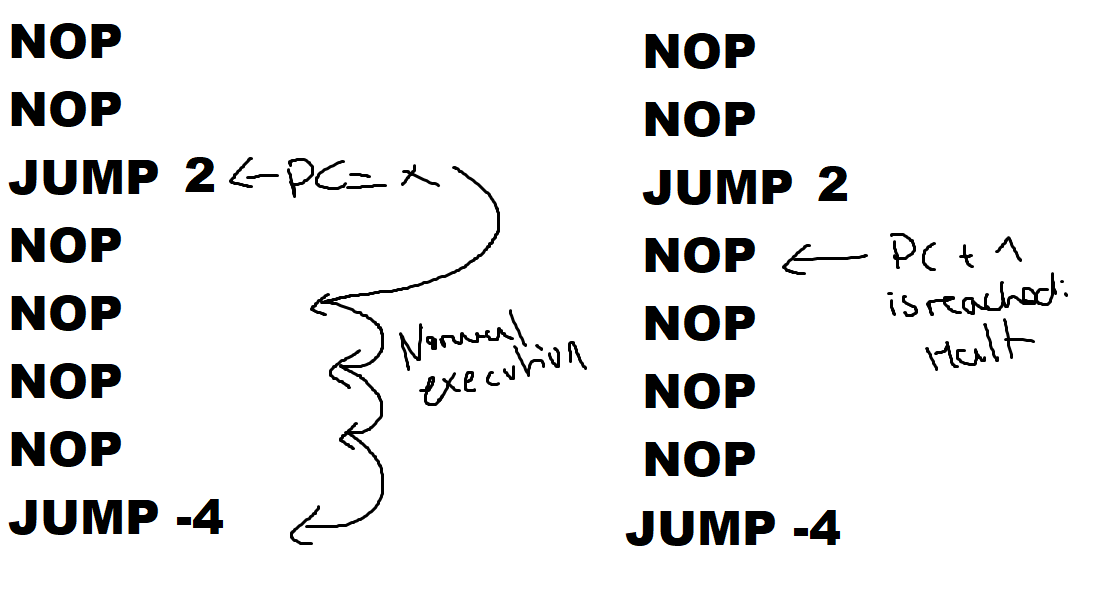 NOP
NOP
JUMP 2 PC = x
NOP
NOP
Normal
execution
NOP
NOP
JUMP -4
NOP
NOP
JUMP 2
NOP PC + 1
is reached:
Halt
NOP
NOP
NOP
JUMP -4